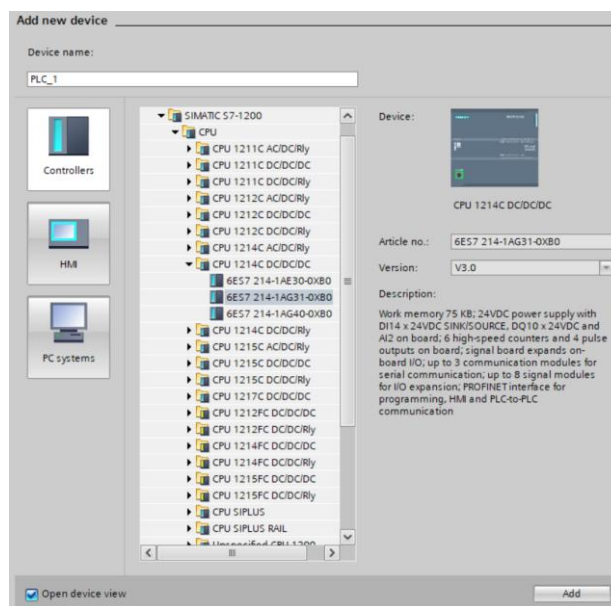 Add new device
Device name:
PLC_1
Controllers
HMI
PC systems
SIMATIC S7-1200
CPU
CPU 1211C AC/DC/Rly
CPU 1211C DC/DC/DC
CPU 1211C DC/DC/Rly
CPU 1212C AC/DC/Rly
CPU 1212C DC/DC/DC
CPU 1212C DC/DC/Rly
CPU 1214C AC/DC/Rly
CPU 1214C DC/DC/DC
6ES7 214-1AE30-0XB0
6ES7 214-1AG31-0XB0
6ES7 214-1AG40-0XB0
CPU 1214C DC/DC/Rly
CPU 1215C AC/DC/Rly
CPU 1215C DC/DC/DC
CPU 1215C DC/DC/Rly
CPU 1217C DC/DC/DC
CPU 1212FC DC/DC/DC
CPU 1212FC DC/DC/Rly
CPU 1214FC DC/DC/DC
CPU 1214FC DC/DC/Rly
CPU 1215FC DC/DC/DC
CPU 1215FC DC/DC/Rly
CPU SIPLUS
CPU SIPLUS RAIL
Unspecified CPU 1200
Device:
CPU 1214C DC/DC/DC
Article no.: 6ES7 214-1AG31-0XB0
Version: V3.0
Description:
Work memory 75 KB; 24VDC power supply with
DI14 x 24VDC SINK/SOURCE, DQ10 x 24VDC and
AI2 on board; 6 high-speed counters and 4 pulse
outputs on board; signal board expands on-
board I/O; up to 3 communication modules for
serial communication; up to 8 signal modules
for I/O expansion; PROFINET interface for
programming, HMI and PLC-to-PLC
communication
Open device view
Add